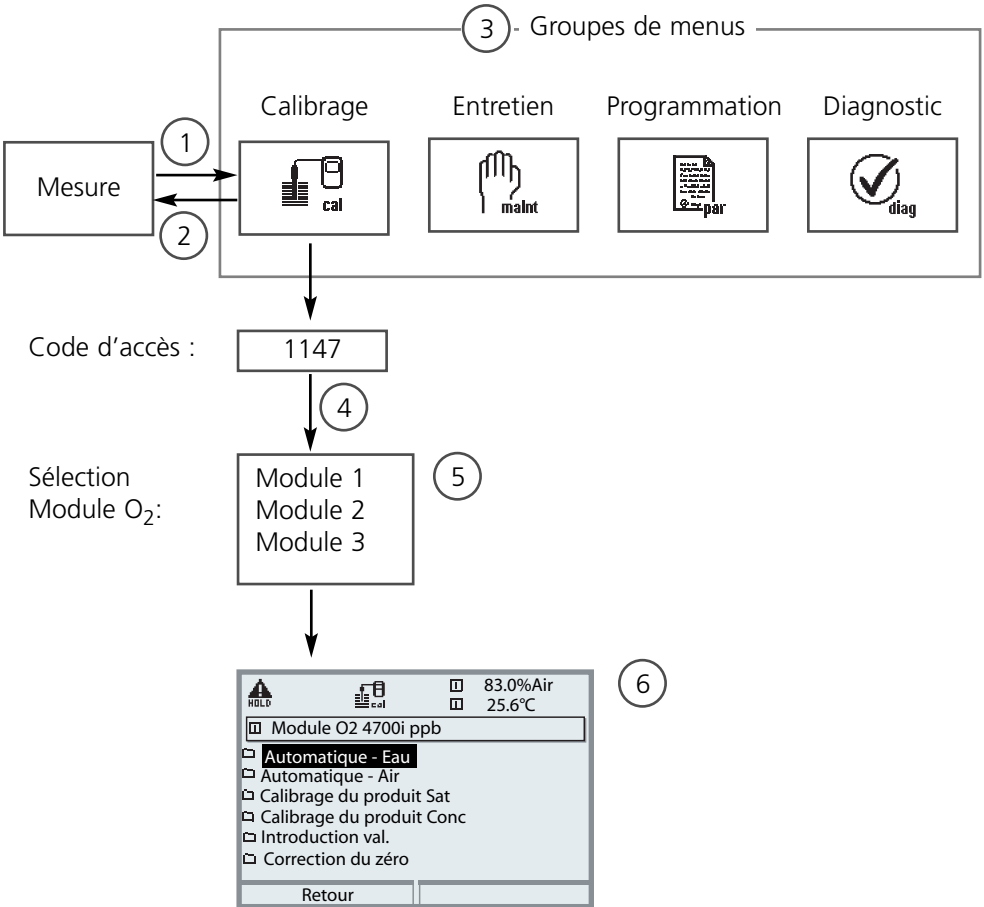 3
Groupes de menus
Calibrage
Entretien
Programmation
Diagnostic
1
Mesure
cal
maint
par
diag
2
Code d'accès :
1147
4
Sélection
Module O2:
Module 1
Module 2
Module 3
5
6
HOLD
cal
83.0%Air
25.6°C
Module O2 4700i ppb
Automatique - Eau
Automatique - Air
Calibrage du produit Sat
Calibrage du produit Conc
Introduction val.
Correction du zéro
Retour